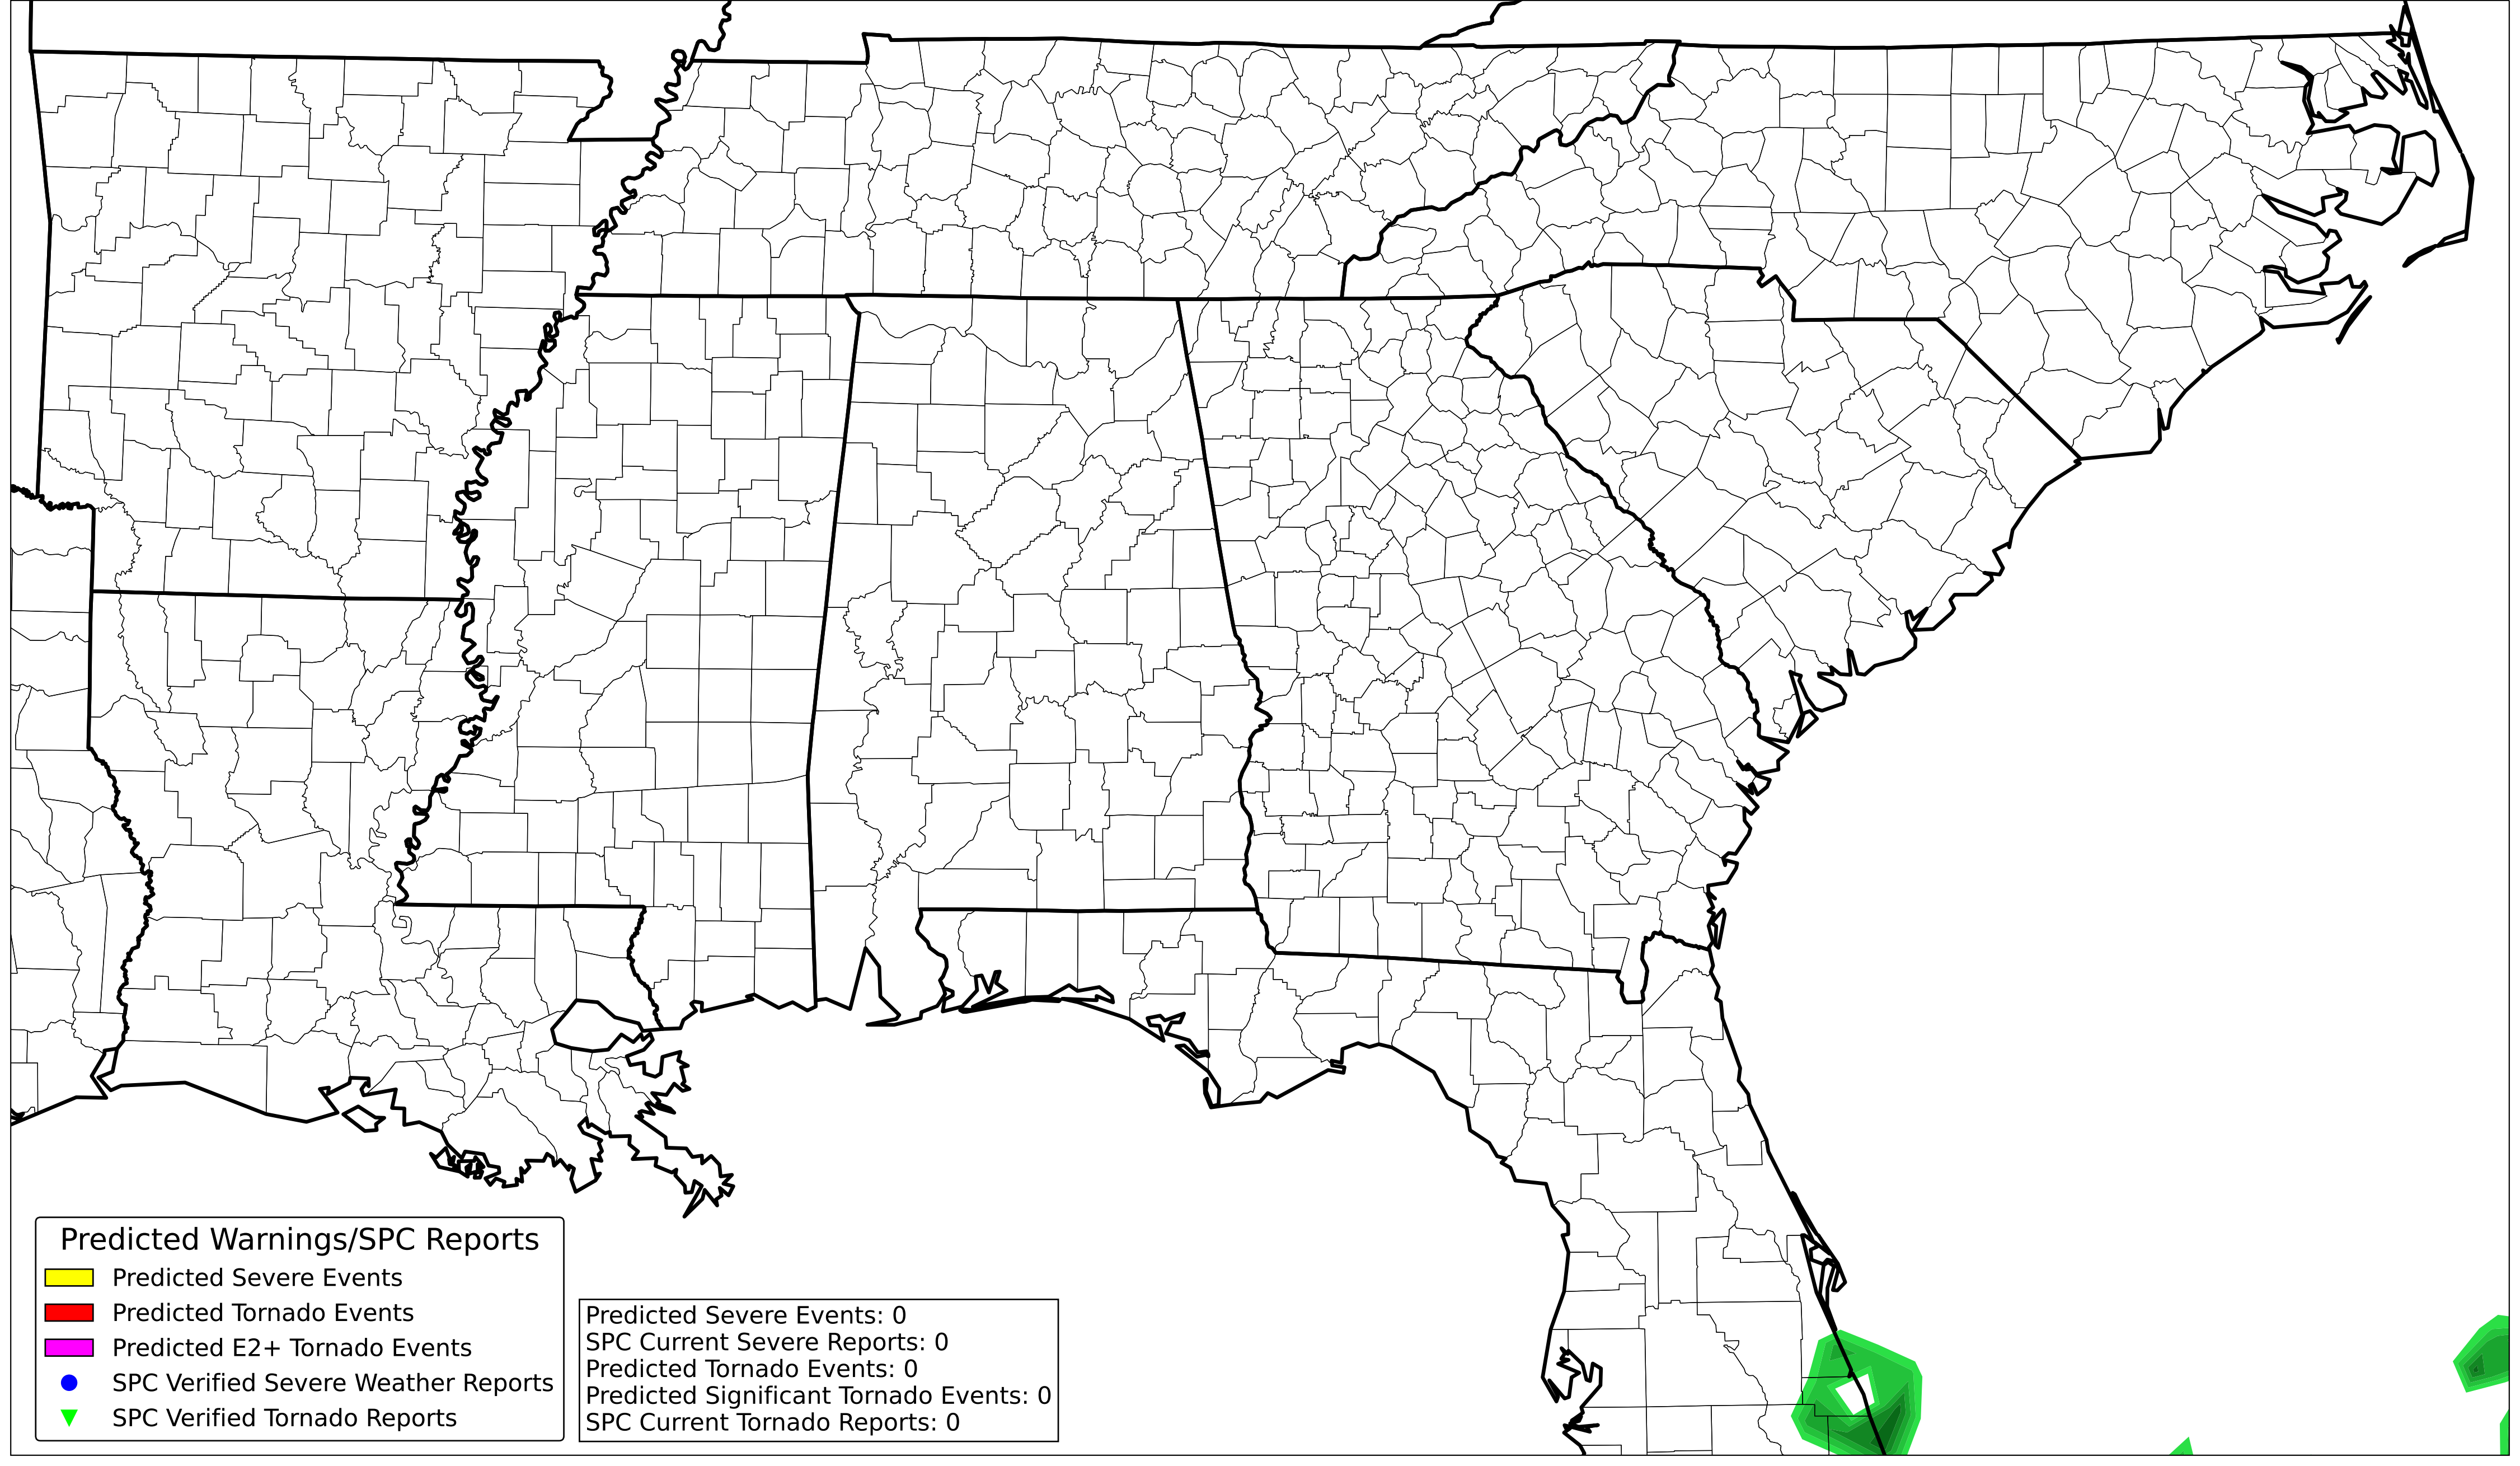 Predicted Warnings/SPC Reports
Predicted Severe Events
Predicted Tornado Events
Predicted E2+ Tornado Events
SPC Verified Severe Weather Reports
SPC Verified Tornado Reports
Predicted Severe Events: 0
SPC Current Severe Reports: 0
Predicted Tornado Events: 0
Predicted Significant Tornado Events: 0
SPC Current Tornado Reports: 0